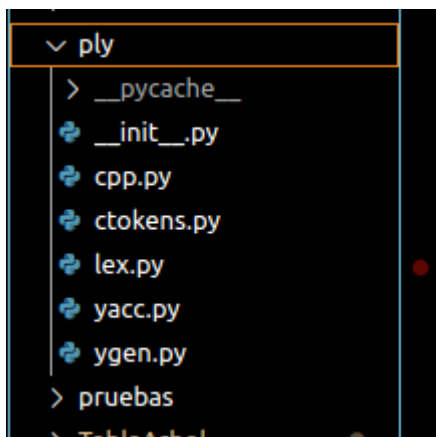 ply
__pycache__
__init__.py
cpp.py
ctokens.py
lex.py
yacc.py
ygen.py
pruebas